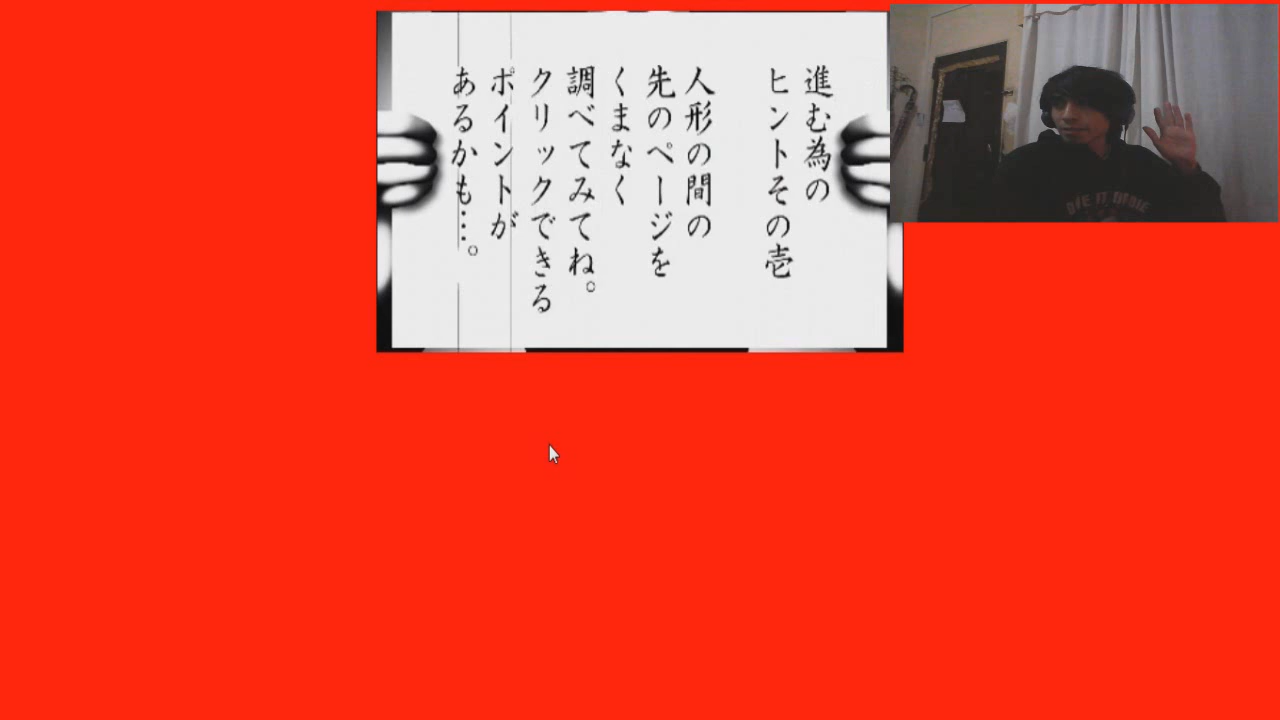 進む為の
ヒントその壱
人形の間の
先のページを
くまなく
調べてみてね。
クリックできる
ポイントが
あるかも…。